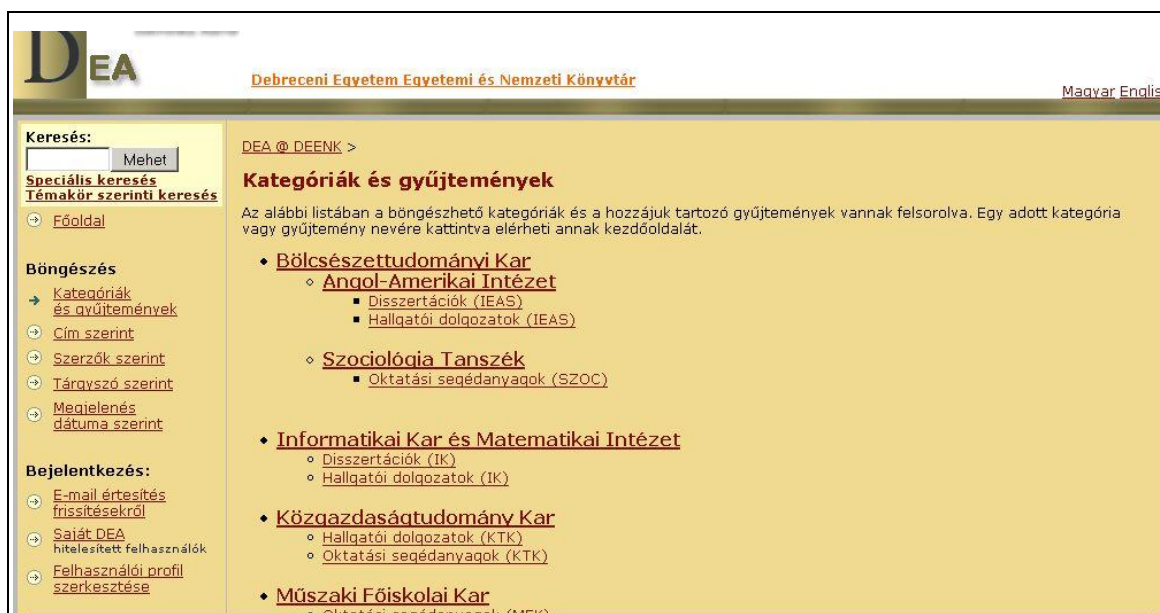 DEA
Debreceni Egyetem Egyetemi és Nemzeti Könyvtár
Magyar Englis
Keresés:
Mehet
Speciális keresés
Témakör szerinti keresés
Főoldal
Böngészés
Kategóriák
és gyűjtemények
Cím szerint
Szerzők szerint
Tárgyszó szerint
Megjelenés
dátuma szerint
Bejelentkezés:
E-mail értesítés
frissítésekről
Saját DEA
hitelesített felhasználók
Felhasználói profil
szerkesztése
DEA @ DEENK >
Kategóriák és gyűjtemények
Az alábbi listában a böngészhető kategóriák és a hozzájuk tartozó gyűjtemények vannak felsorolva. Egy adott kategória
vagy gyűjtemény nevére kattintva elérheti annak kezdőoldalát.
Bölcsészettudományi Kar
Angol-Amerikai Intézet
Disszertációk (IEAS)
Hallgatói dolgozatok (IEAS)
Szociológia Tanszék
Oktatási segédanyagok (SZOC)
Informatikai Kar és Matematikai Intézet
Disszertációk (IK)
Hallgatói dolgozatok (IK)
Közgazdaságtudomány Kar
Hallgatói dolgozatok (KTK)
Oktatási segédanyagok (KTK)
Műszaki Főiskolai Kar
Oktatási segédanyagok (MFK)